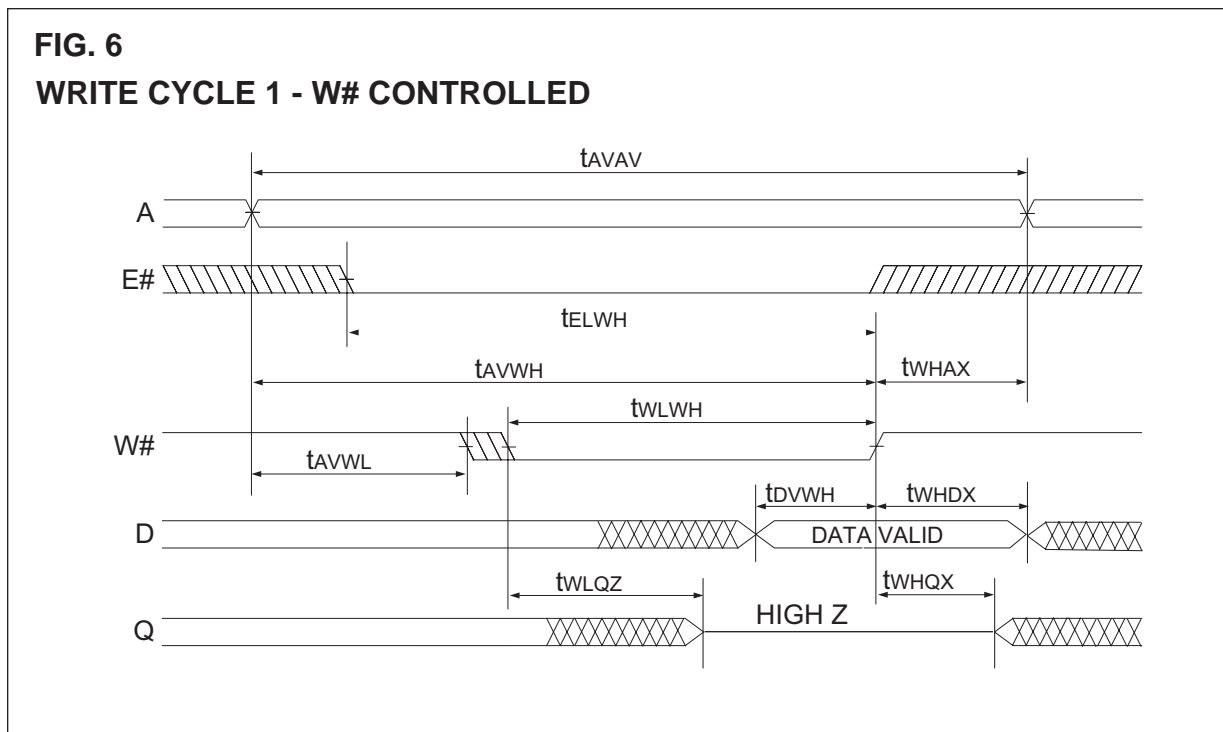 FIG. 6
WRITE CYCLE 1 - W# CONTROLLED
tAVAV
A
E#
tELWH
tAVWH
tWHAX
tWLWH
W#
tAVWL
tDVWH
tWHDX
D
DATA VALID
tWLQZ
tWHQX
HIGH Z
Q